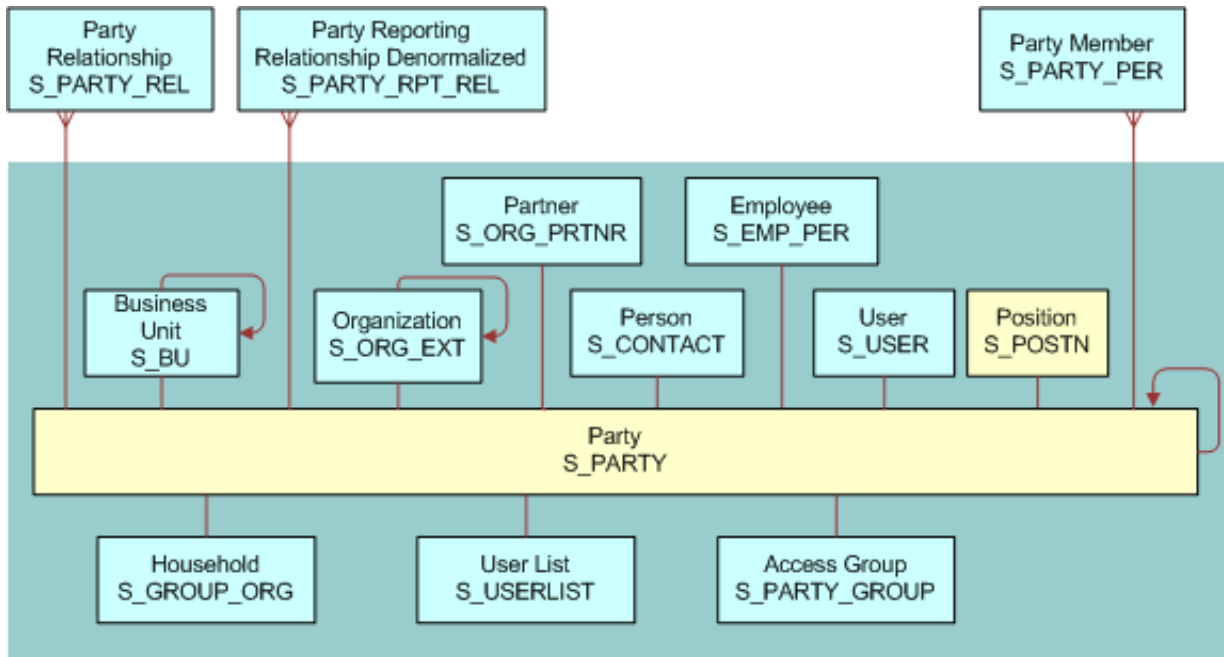 Party
Relationship
S_PARTY_REL
Party Reporting
Relationship Denormalized
S_PARTY_RPT_REL
Party Member
S_PARTY_PER
Partner
S_ORG_PRTNR
Employee
S_EMP_PER
Business
Unit
S_BU
Organization
S_ORG_EXT
Person
S_CONTACT
User
S_USER
Position
S_POSTN
Party
S_PARTY
Household
S_GROUP_ORG
User List
S_USERLIST
Access Group
S_PARTY_GROUP